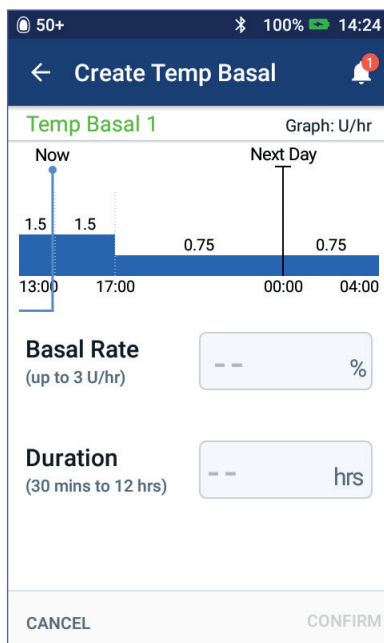 50+ 100% 14:24
Create Temp Basal 1
Temp Basal 1 Graph: U/hr
Now Next Day
1.5 1.5 0.75 0.75
13:00 17:00 00:00 04:00
Basal Rate
(up to 3 U/hr) -- %
Duration
(30 mins to 12 hrs) -- hrs
CANCEL CONFIRM